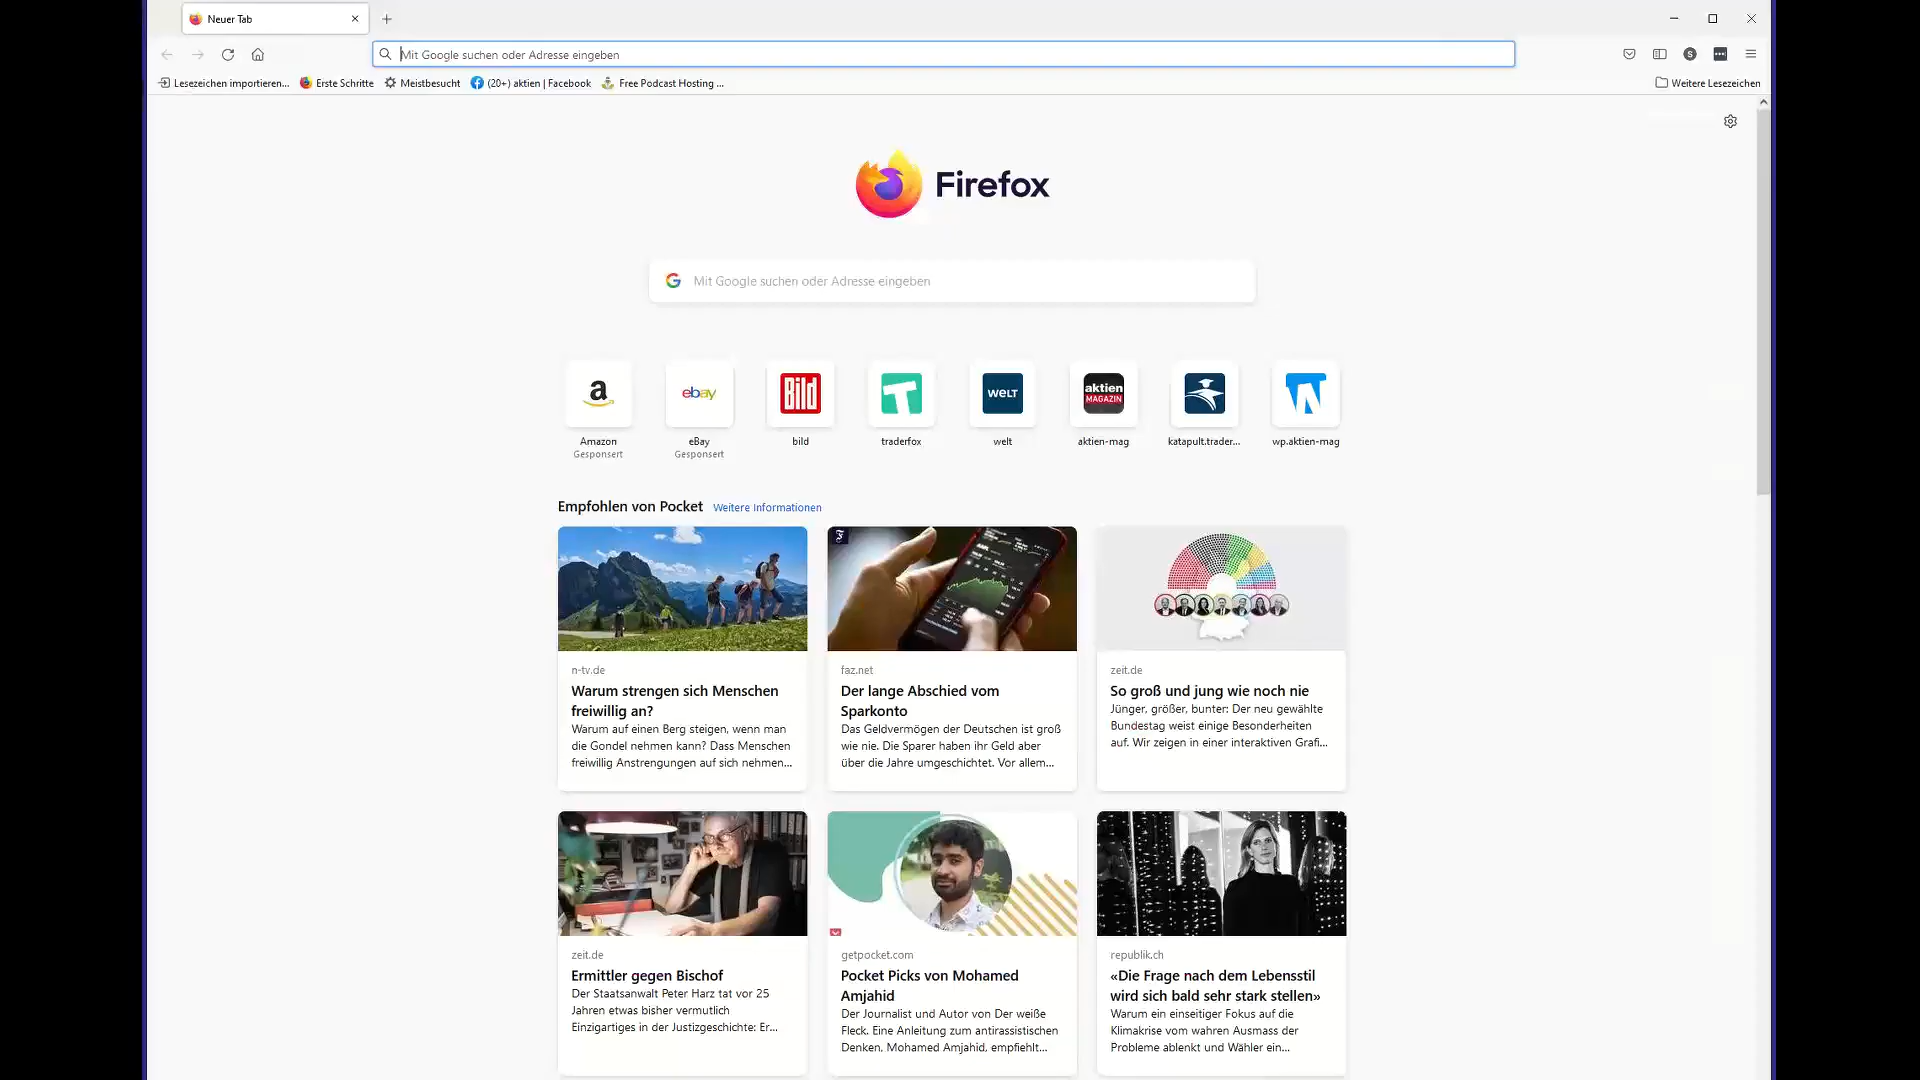 Neuer Tab
Mit Google suchen oder Adresse eingeben
Lesezeichen importieren...
Erste Schritte
Meistbesucht
(20+) aktien | Facebook
Free Podcast Hosting ...
Weitere Lesezeichen
Firefox
Mit Google suchen oder Adresse eingeben
a
ebay
Bild
T
WELT
aktien
MAGAZIN
Amazon
Gesponsert
eBay
Gesponsert
bild
traderfox
welt
aktien-mag
katapult.trader...
wp.aktien-mag
Empfohlen von Pocket
Weitere Informationen
n-tv.de
Warum strengen sich Menschen
freiwillig an?
Warum auf einen Berg steigen, wenn man
die Gondel nehmen kann? Dass Menschen
freiwillig Anstrengungen auf sich nehmen...
faz.net
Der lange Abschied vom
Sparkonto
Das Geldvermögen der Deutschen ist groß
wie nie. Die Sparer haben ihr Geld aber
über die Jahre umgeschichtet. Vor allem...
zeit.de
So groß und jung wie noch nie
Jünger, größer, bunter: Der neu gewählte
Bundestag weist einige Besonderheiten
auf. Wir zeigen in einer interaktiven Grafi...
zeit.de
Ermittler gegen Bischof
Der Staatsanwalt Peter Harz tat vor 25
Jahren etwas bisher vermutlich
Einzigartiges in der Justizgeschichte: Er...
getpocket.com
Pocket Picks von Mohamed
Amjahid
Der Journalist und Autor von Der weiße
Fleck. Eine Anleitung zum antirassistischen
Denken, Mohamed Amjahid, empfiehlt...
republik.ch
«Die Frage nach dem Lebensstil
wird sich bald sehr stark stellen»
Warum ein einseitiger Fokus auf die
Klimakrise vom wahren Ausmass der
Probleme ablenkt und Wähler ein...